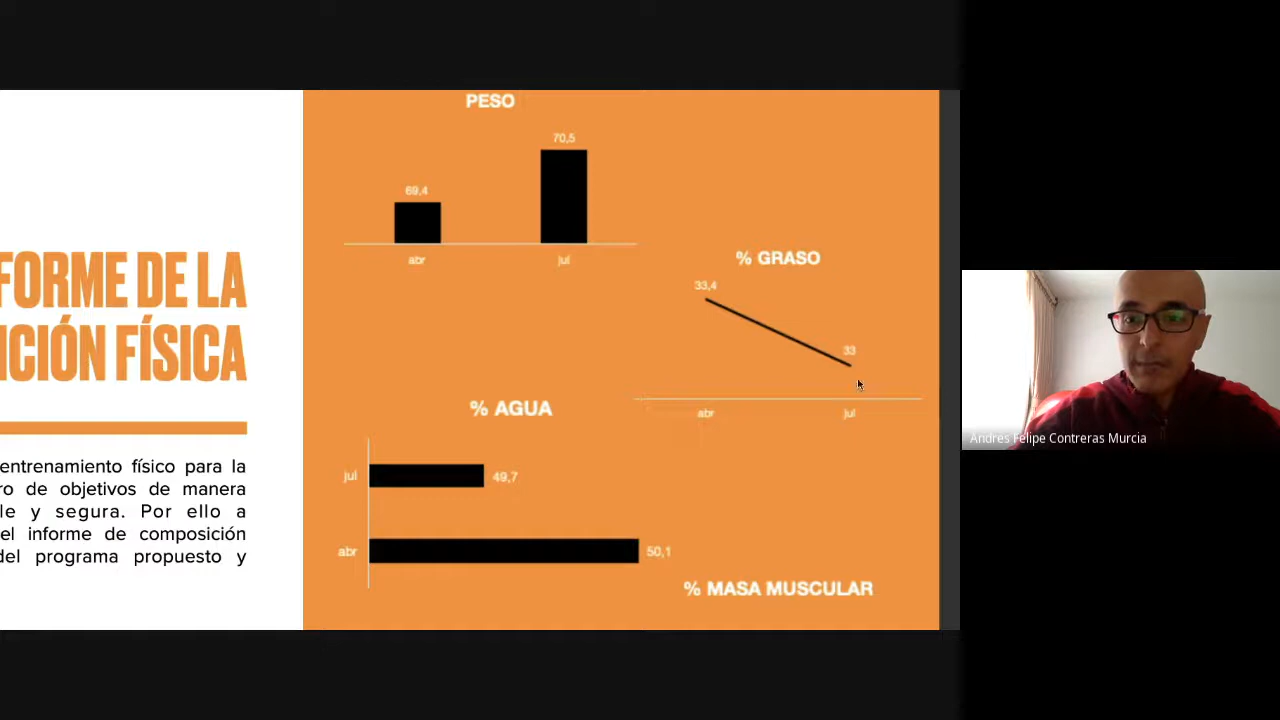 FORME DE LA
CIÓN FÍSICA
entrenamiento físico para la
ro de objetivos de manera
le y segura. Por ello a
el informe de composición
del programa propuesto y
PESO
70,5
69,4
abr
jul
% GRASO
33,4
33
abr
jul
% AGUA
jul
49,7
abr
50,1
% MASA MUSCULAR
Andres Felipe Contreras Murcia